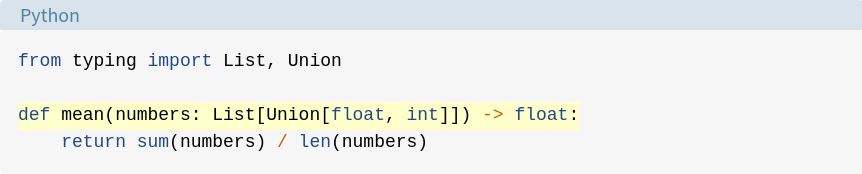 Python
from typing import List, Union
def mean(numbers: List[Union[float, int]]) -> float:
    return sum(numbers) / len(numbers)